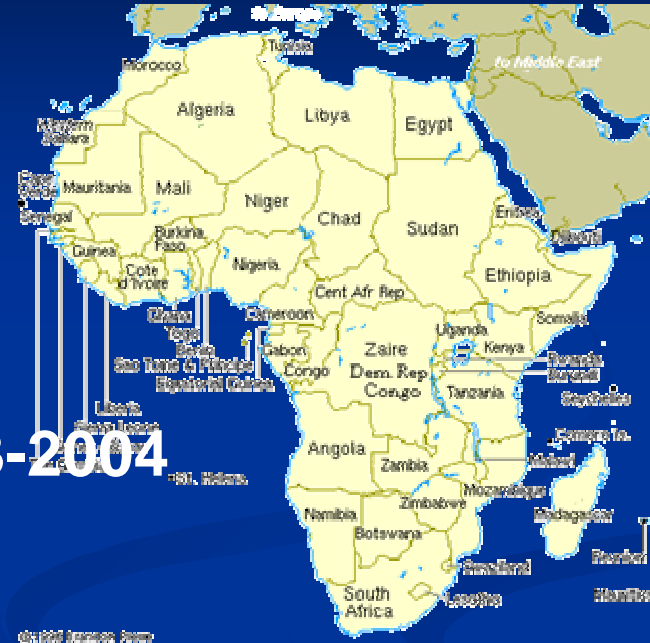 to Europe
Tunisia
to Middle East
Morocco
Algeria
Libya
Egypt
Western
Sahara
Cape
Verde
Mauritania
Mali
Niger
Chad
Sudan
Eritrea
Djibouti
Senegal
Guinea
Burkina
Faso
Nigeria
Ethiopia
Cote
d'Ivoire
Cent Afr Rep
Ghana
Togo
Benin
Cameroon
Somalia
Uganda
Kenya
Sao Tome & Principe
Equatorial Guinea
Gabon
Congo
Zaire
Dem. Rep
Congo
Rwanda
Burundi
Tanzania
Seychelles
Liberia
Sierra Leone
-2004
St. Helena
Angola
Zambia
Malawi
Comoro Is.
Mozambique
Zimbabwe
Namibia
Botswana
Madagascar
Reunion
Swaziland
Lesotho
South
Africa